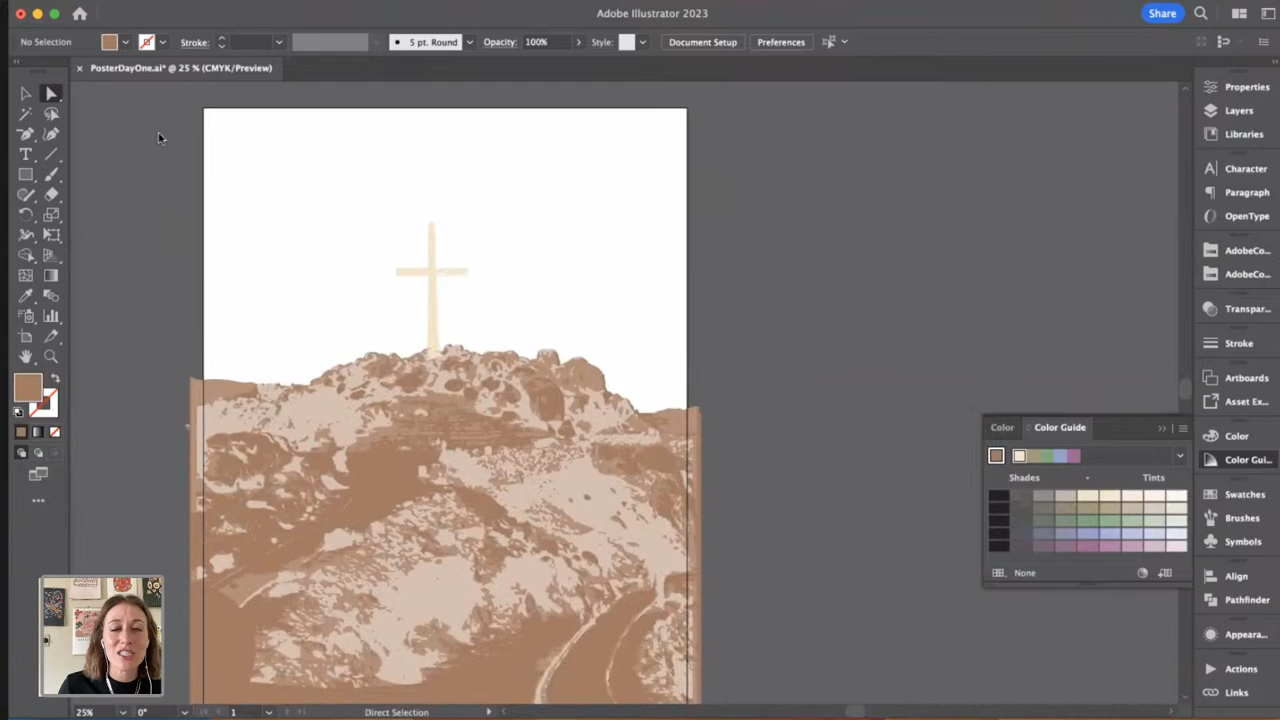 Adobe Illustrator 2023
Share
No Selection
Stroke:
5 pt. Round
Opacity: 100%
Style:
Document Setup
Preferences
× PosterDayOne.ai* @ 25 % (CMYK/Preview)
Properties
Layers
Libraries
Character
Paragraph
OpenType
AdobeCo...
AdobeCo...
Transpar...
Stroke
Artboards
Asset Ex...
Color
Color Gui...
Swatches
Brushes
Symbols
Align
Pathfinder
Appeara...
Actions
Links
Color
Color Guide
Shades
Tints
None
25%
0°
1
Direct Selection